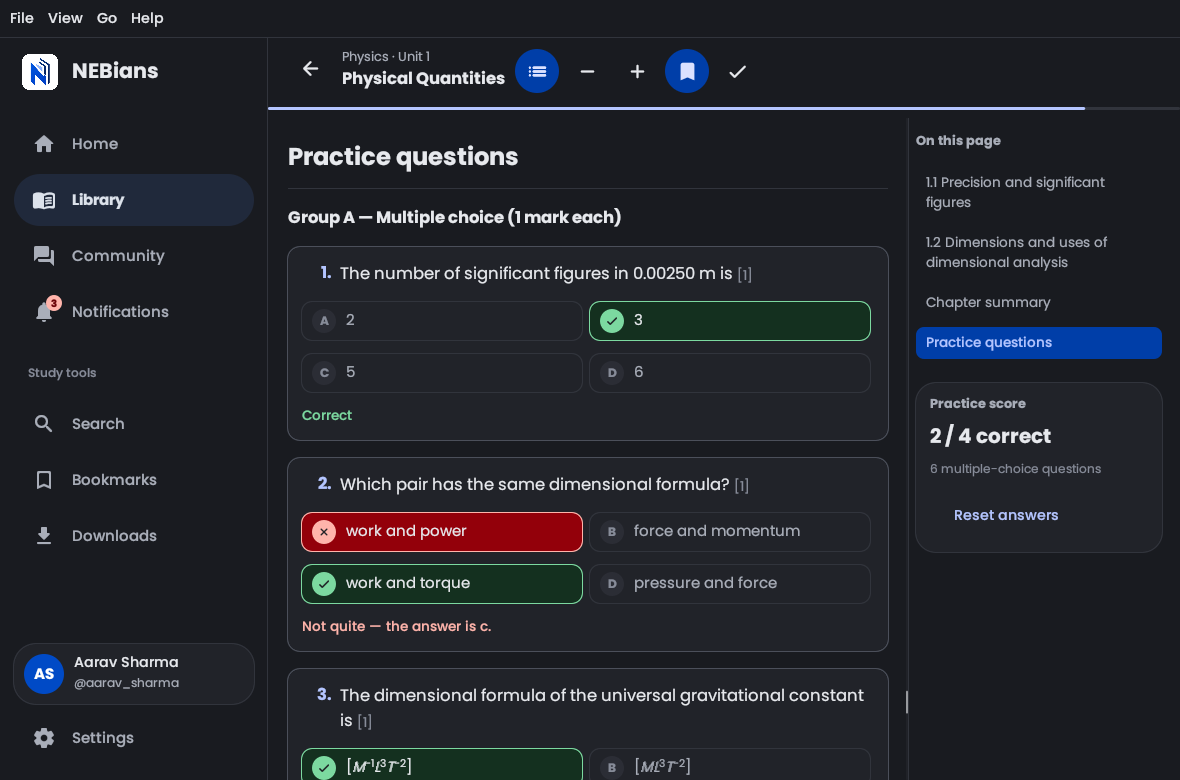 File View Go Help
NEBians
Home
Library
Community
3
Notifications
Study tools
Search
Bookmarks
Downloads
AS
Aarav Sharma
@aarav_sharma
Settings
Physics · Unit 1
Physical Quantities
Practice questions
Group A — Multiple choice (1 mark each)
1. The number of significant figures in 0.00250 m is [1]
A 2
3
C 5
D 6
Correct
2. Which pair has the same dimensional formula? [1]
work and power
B force and momentum
work and torque
D pressure and force
Not quite — the answer is c.
3. The dimensional formula of the universal gravitational constant
is [1]
[M⁻¹L³T⁻²]
B [ML³T⁻²]
On this page
1.1 Precision and significant
figures
1.2 Dimensions and uses of
dimensional analysis
Chapter summary
Practice questions
Practice score
2 / 4 correct
6 multiple-choice questions
Reset answers